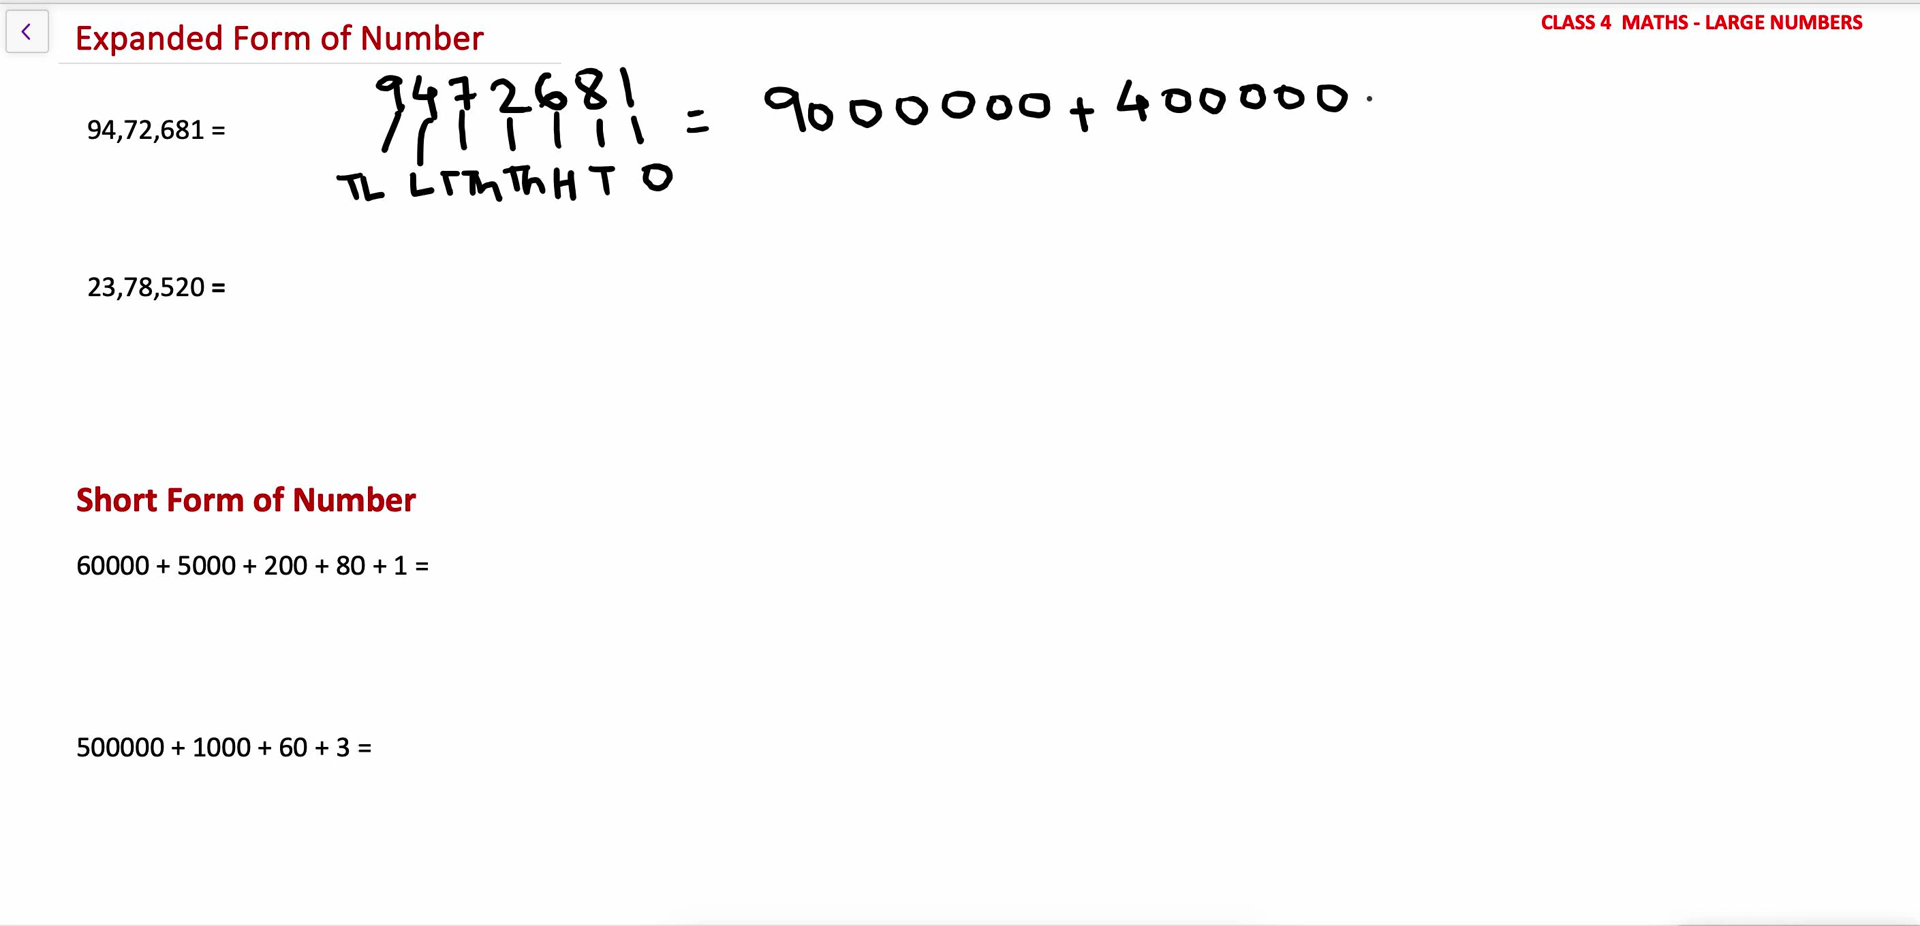 CLASS 4 MATHS - LARGE NUMBERS
Expanded Form of Number
9472681 = 9000000 + 400000
94,72,681 =
TL L TTh Th H T O
23,78,520 =
Short Form of Number
60000 + 5000 + 200 + 80 + 1 =
500000 + 1000 + 60 + 3 =